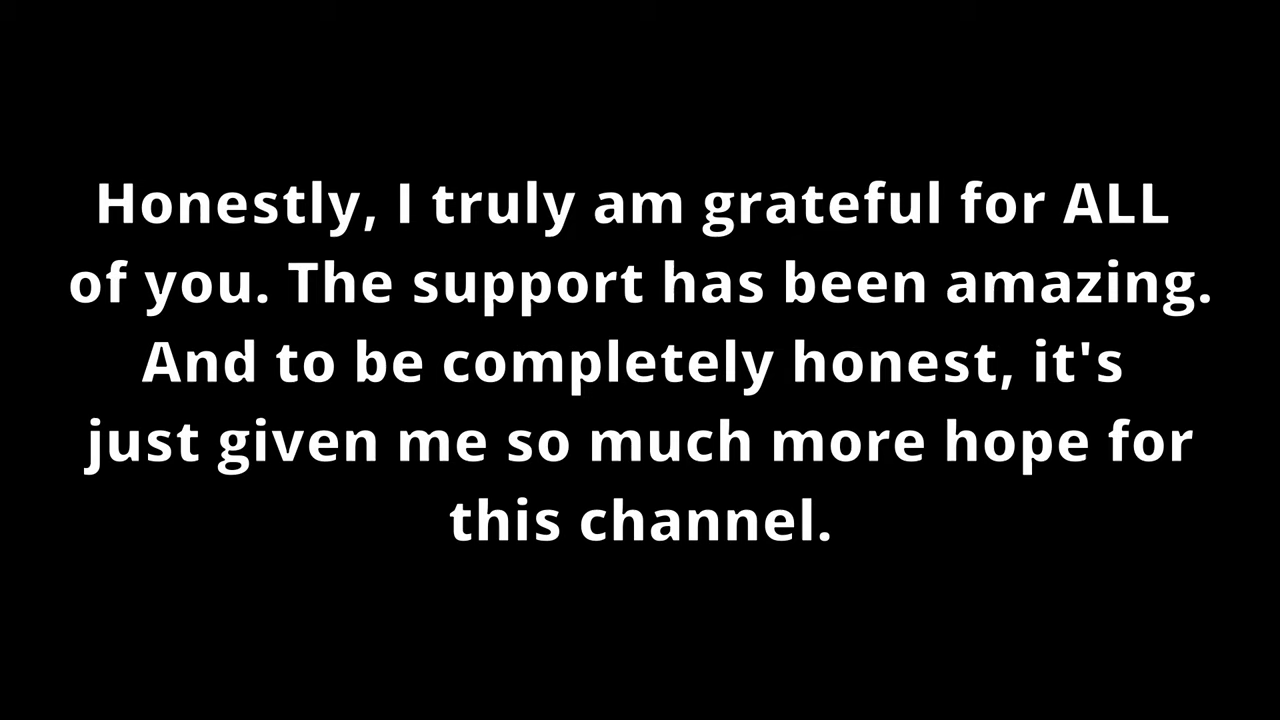 Honestly, I truly am grateful for ALL
of you. The support has been amazing.
And to be completely honest, it's
just given me so much more hope for
this channel.